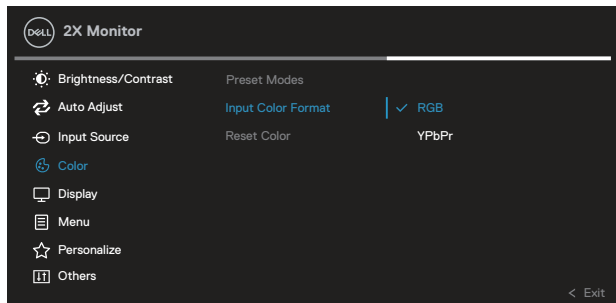 DELL 2X Monitor
Brightness/Contrast Preset Modes
Auto Adjust Input Color Format RGB
Input Source Reset Color YPbPr
Color
Display
Menu
Personalize
Others
< Exit